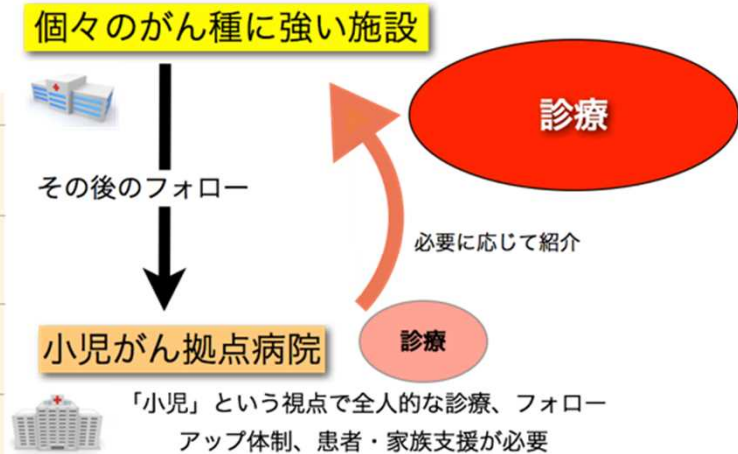 個々のがん種に強い施設
診療
その後のフォロー
必要に応じて紹介
小児がん拠点病院
診療
「小児」という視点で全人的な診療、フォロー
アップ体制、患者・家族支援が必要